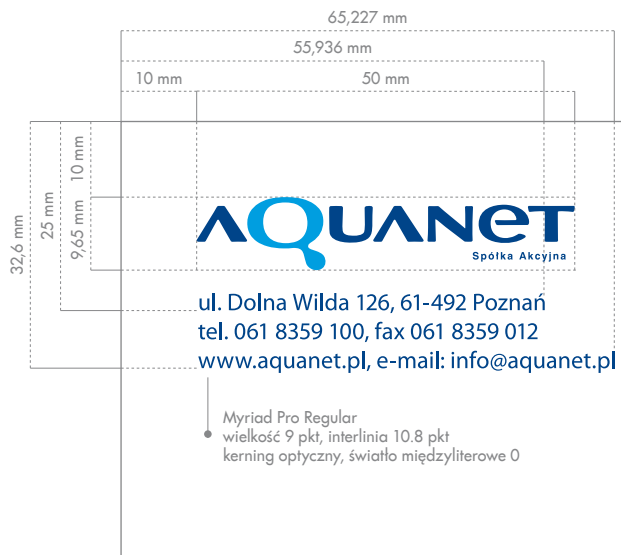 65,227 mm
55,936 mm
10 mm
50 mm
10 mm
9,65 mm
25 mm
32,6 mm
AQUANET
Spółka Akcyjna
ul. Dolna Wilda 126, 61-492 Poznań
tel. 061 8359 100, fax 061 8359 012
www.aquanet.pl, e-mail: info@aquanet.pl
Myriad Pro Regular
wielkość 9 pkt, interlinia 10.8 pkt
kerning optyczny, światło międzyliterowe 0